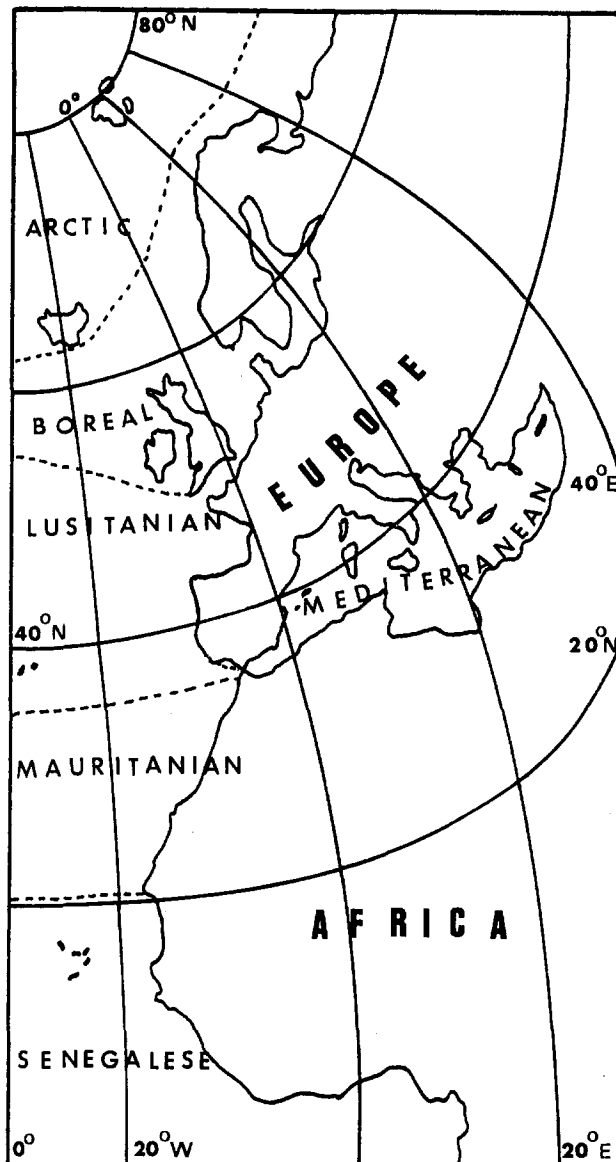 80°N
0°
ARCTIC
BOREAL
EUROPE
40°E
LUSITANIAN
MEDITERRANEAN
40°N
20°N
MAURITANIAN
AFRICA
SENEGALESE
0° 20°W 20°E